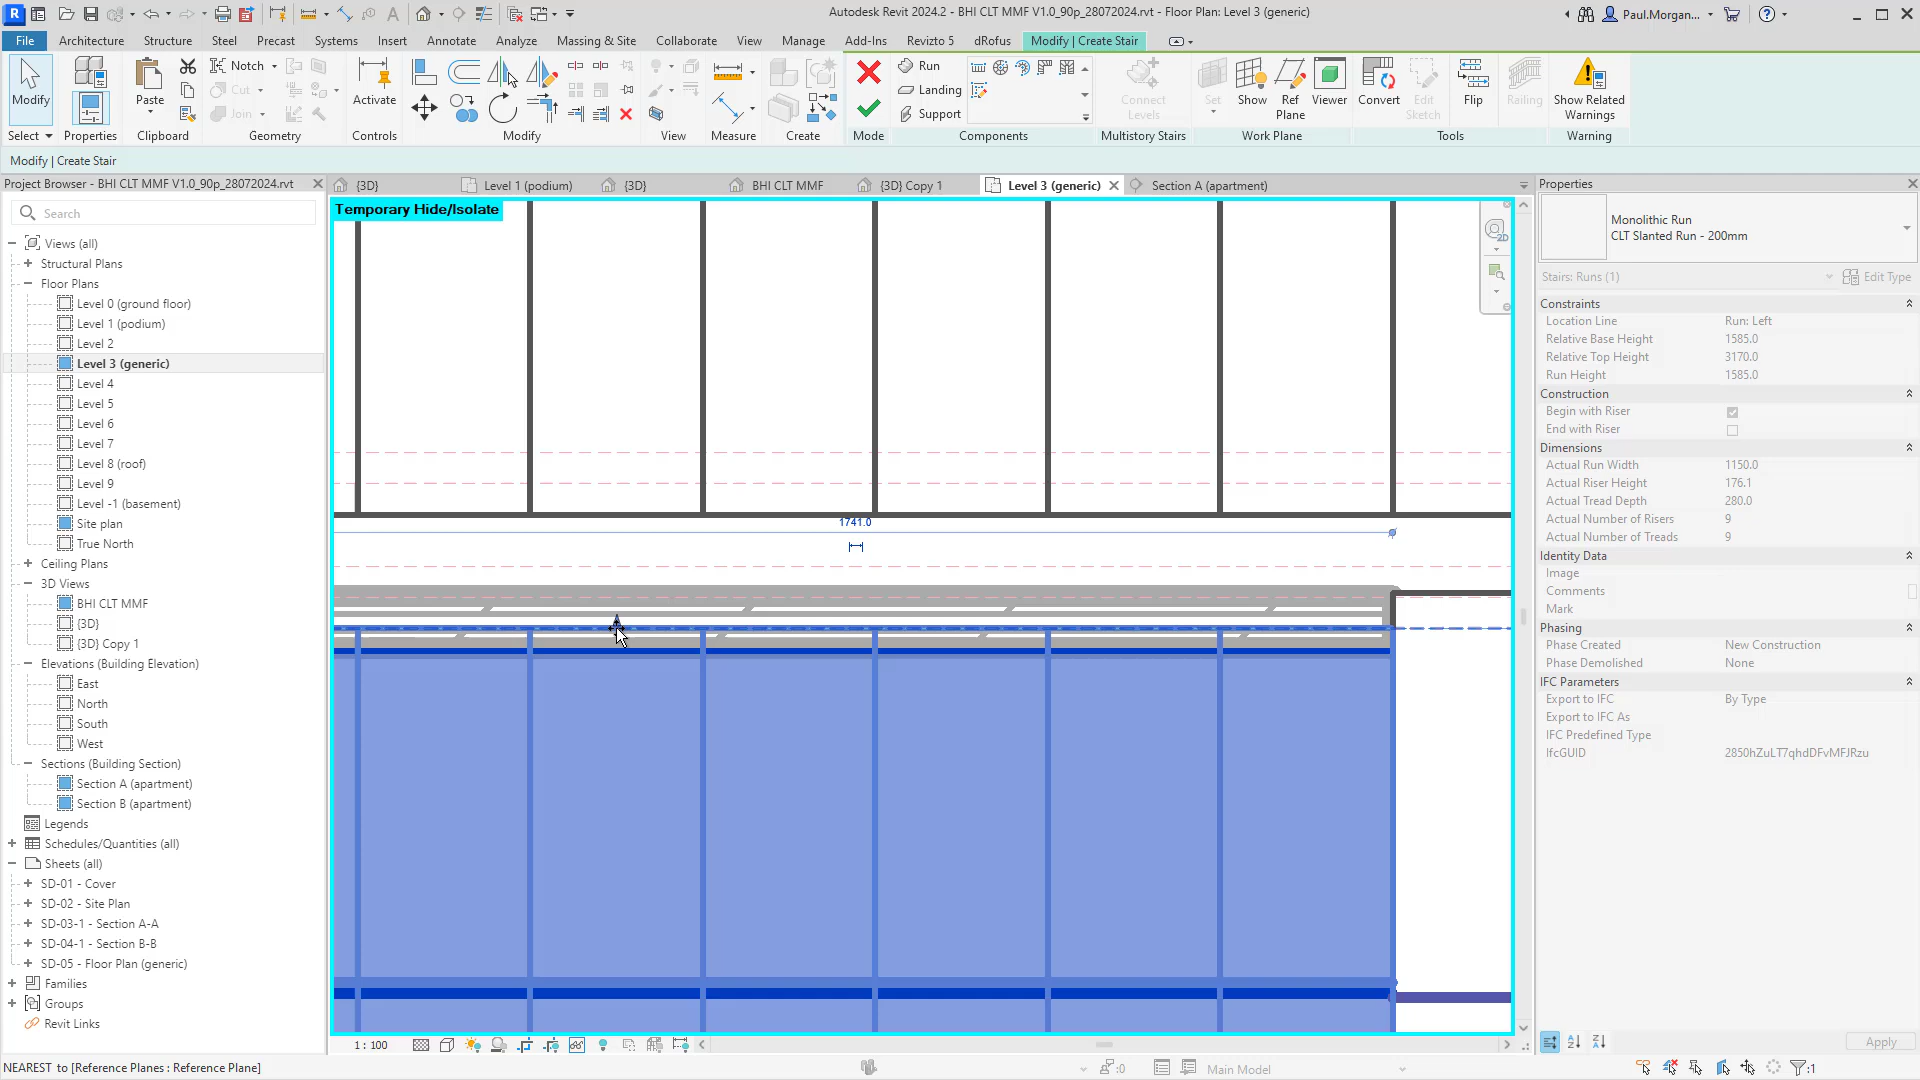 Autodesk Revit 2024.2 - BHI CLT MMF V1.0_90p_28072024.rvt - Floor Plan: Level 3 (generic)
Paul.Morgan...
File Architecture Structure Steel Precast Systems Insert Annotate Analyze Massing & Site Collaborate View Manage Add-Ins Revizto 5 dRofus Modify | Create Stair
Modify
Paste
Notch
Cut
Join
Activate
Run
Landing
Support
Connect Levels
Set
Show
Ref Plane
Viewer
Convert
Edit Sketch
Flip
Railing
Show Related Warnings
Select Properties Clipboard Geometry Controls Modify View Measure Create Mode Components Multistory Stairs Work Plane Tools Warning
Modify | Create Stair
Project Browser - BHI CLT MMF V1.0_90p_28072024.rvt
Search
Views (all)
Structural Plans
Floor Plans
Level 0 (ground floor)
Level 1 (podium)
Level 2
Level 3 (generic)
Level 4
Level 5
Level 6
Level 7
Level 8 (roof)
Level 9
Level -1 (basement)
Site plan
True North
Ceiling Plans
3D Views
BHI CLT MMF
{3D}
{3D} Copy 1
Elevations (Building Elevation)
East
North
South
West
Sections (Building Section)
Section A (apartment)
Section B (apartment)
Legends
Schedules/Quantities (all)
Sheets (all)
SD-01 - Cover
SD-02 - Site Plan
SD-03-1 - Section A-A
SD-04-1 - Section B-B
SD-05 - Floor Plan (generic)
Families
Groups
Revit Links
{3D} Level 1 (podium) {3D} BHI CLT MMF {3D} Copy 1 Level 3 (generic) Section A (apartment)
Temporary Hide/Isolate
2D
1741.0
1 : 100
Properties
Monolithic Run
CLT Slanted Run - 200mm
Stairs: Runs (1) Edit Type
Constraints
Location Line Run: Left
Relative Base Height 1585.0
Relative Top Height 3170.0
Run Height 1585.0
Construction
Begin with Riser
End with Riser
Dimensions
Actual Run Width 1150.0
Actual Riser Height 176.1
Actual Tread Depth 280.0
Actual Number of Risers 9
Actual Number of Treads 9
Identity Data
Image
Comments
Mark
Phasing
Phase Created New Construction
Phase Demolished None
IFC Parameters
Export to IFC By Type
Export to IFC As
IFC Predefined Type
IfcGUID 2850hZuLT7qhdDFvMFJRzu
Apply
NEAREST to [Reference Planes : Reference Plane]
:0
Main Model
:1